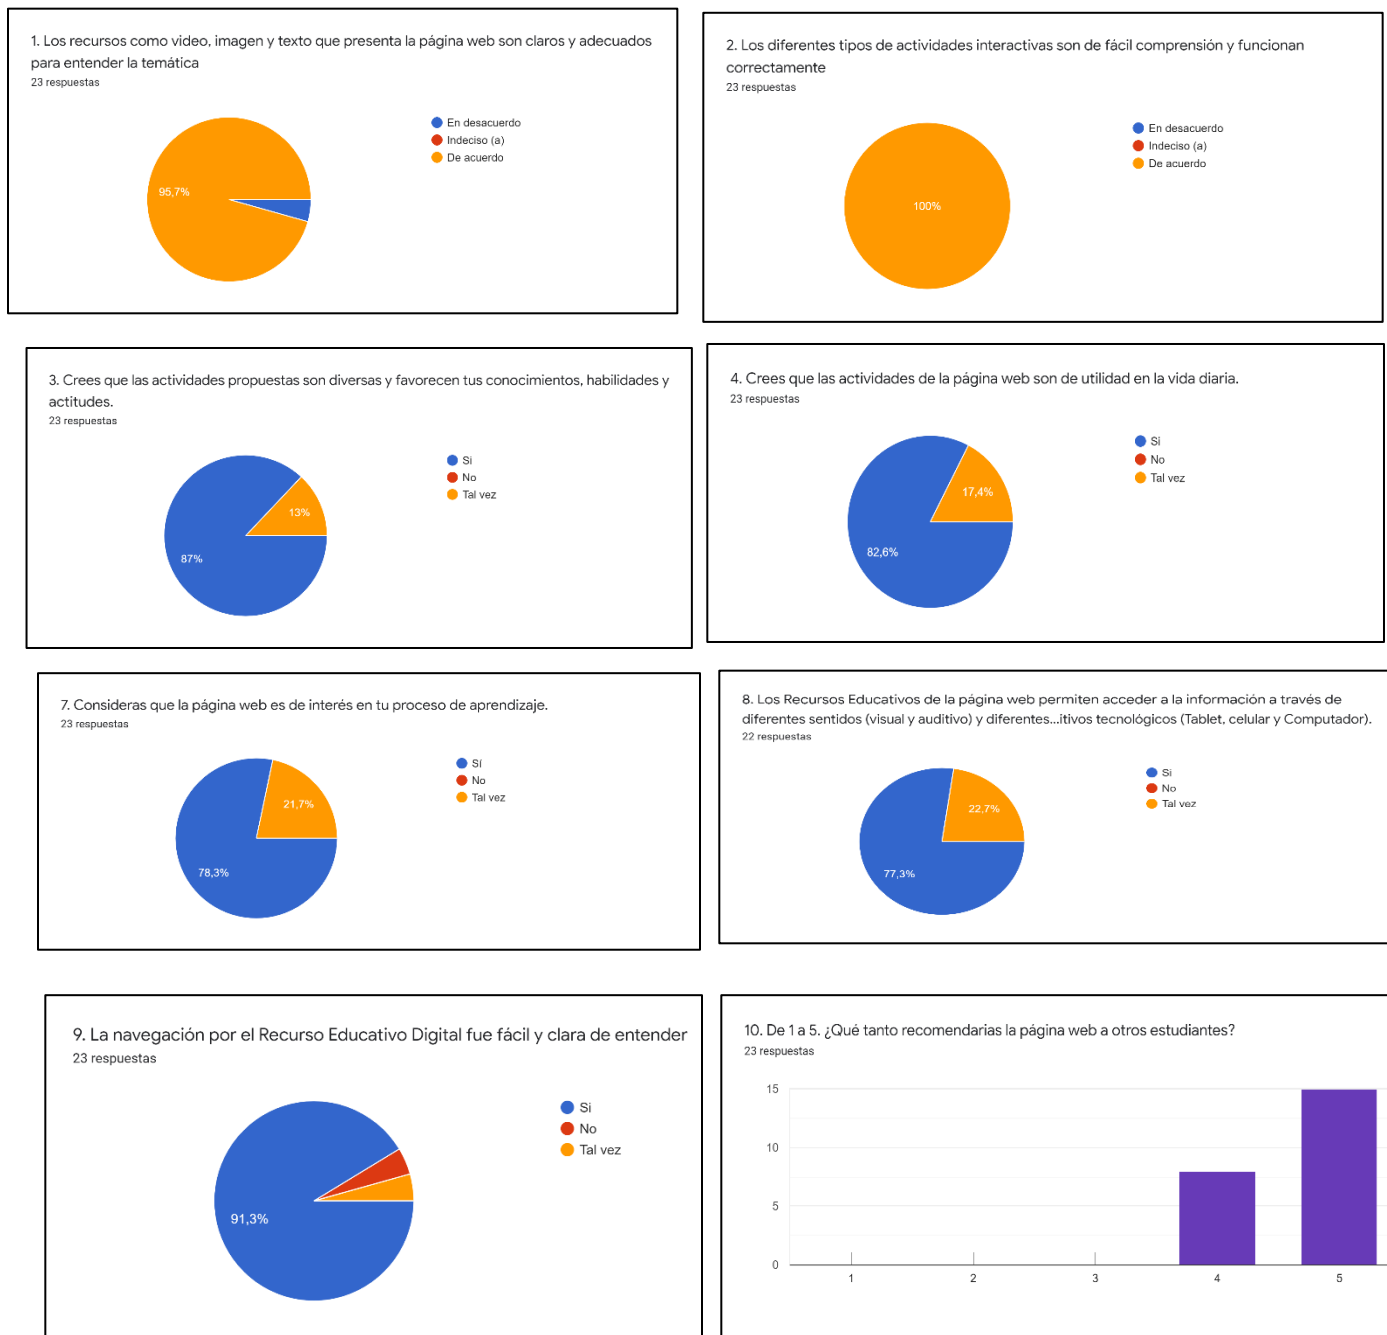 1. Los recursos como video, imagen y texto que presenta la página web son claros y adecuados
para entender la temática
23 respuestas
En desacuerdo
Indeciso (a)
De acuerdo
95,7%
2. Los diferentes tipos de actividades interactivas son de fácil comprensión y funcionan
correctamente
23 respuestas
En desacuerdo
Indeciso (a)
De acuerdo
100%
3. Crees que las actividades propuestas son diversas y favorecen tus conocimientos, habilidades y
actitudes.
23 respuestas
Si
No
Tal vez
13%
87%
4. Crees que las actividades de la página web son de utilidad en la vida diaria.
23 respuestas
Si
No
Tal vez
17,4%
82,6%
7. Consideras que la página web es de interés en tu proceso de aprendizaje.
23 respuestas
Sí
No
Tal vez
21,7%
78,3%
8. Los Recursos Educativos de la página web permiten acceder a la información a través de
diferentes sentidos (visual y auditivo) y diferentes...itivos tecnológicos (Tablet, celular y Computador).
22 respuestas
Si
No
Tal vez
22,7%
77,3%
9. La navegación por el Recurso Educativo Digital fue fácil y clara de entender
23 respuestas
Si
No
Tal vez
91,3%
10. De 1 a 5. ¿Qué tanto recomendarias la página web a otros estudiantes?
23 respuestas
15
10
5
0
1 2 3 4 5